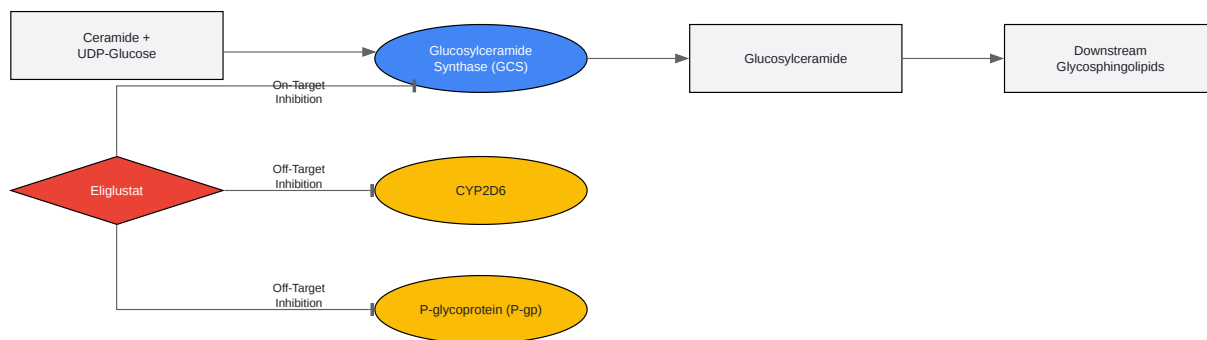 Ceramide +
UDP-Glucose
Glucosylceramide
Synthase (GCS)
Glucosylceramide
Downstream
Glycosphingolipids
On-Target
Inhibition
Eliglustat
Off-Target
Inhibition
CYP2D6
Off-Target
Inhibition
P-glycoprotein (P-gp)